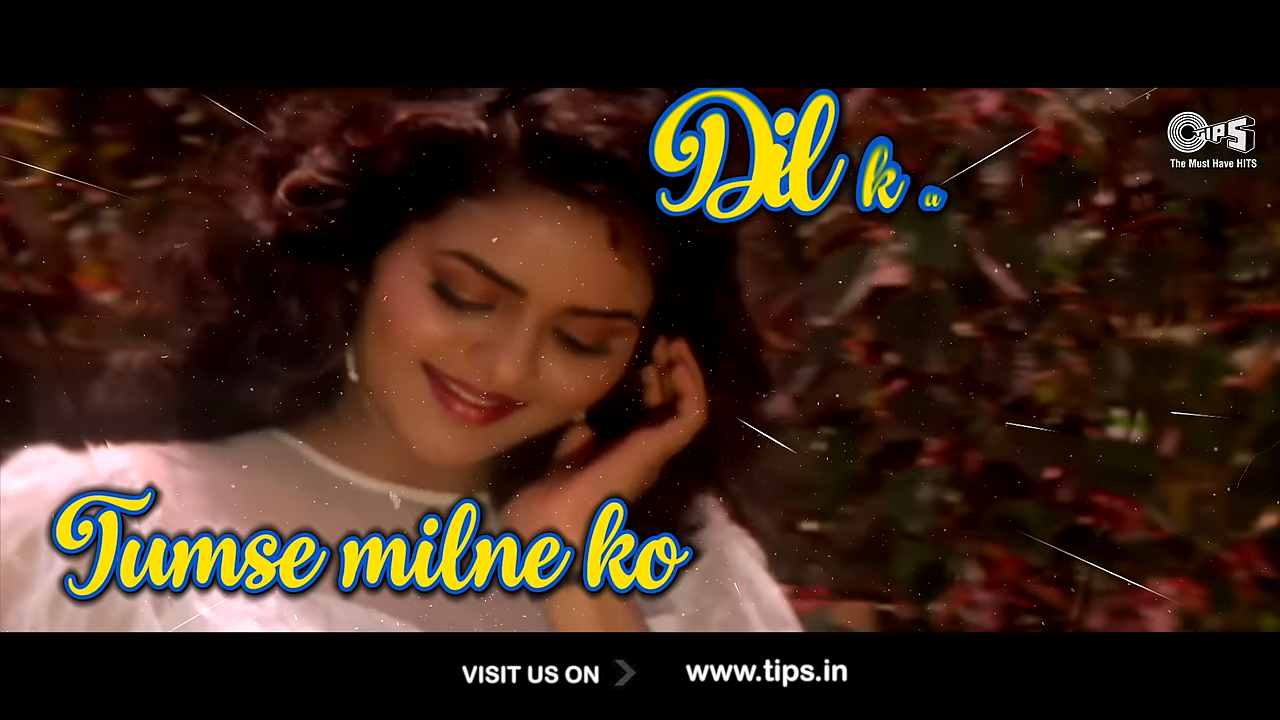 Dil k a
TIPS
The Must Have HITS
Tumse milne ko
VISIT US ON
www.tips.in